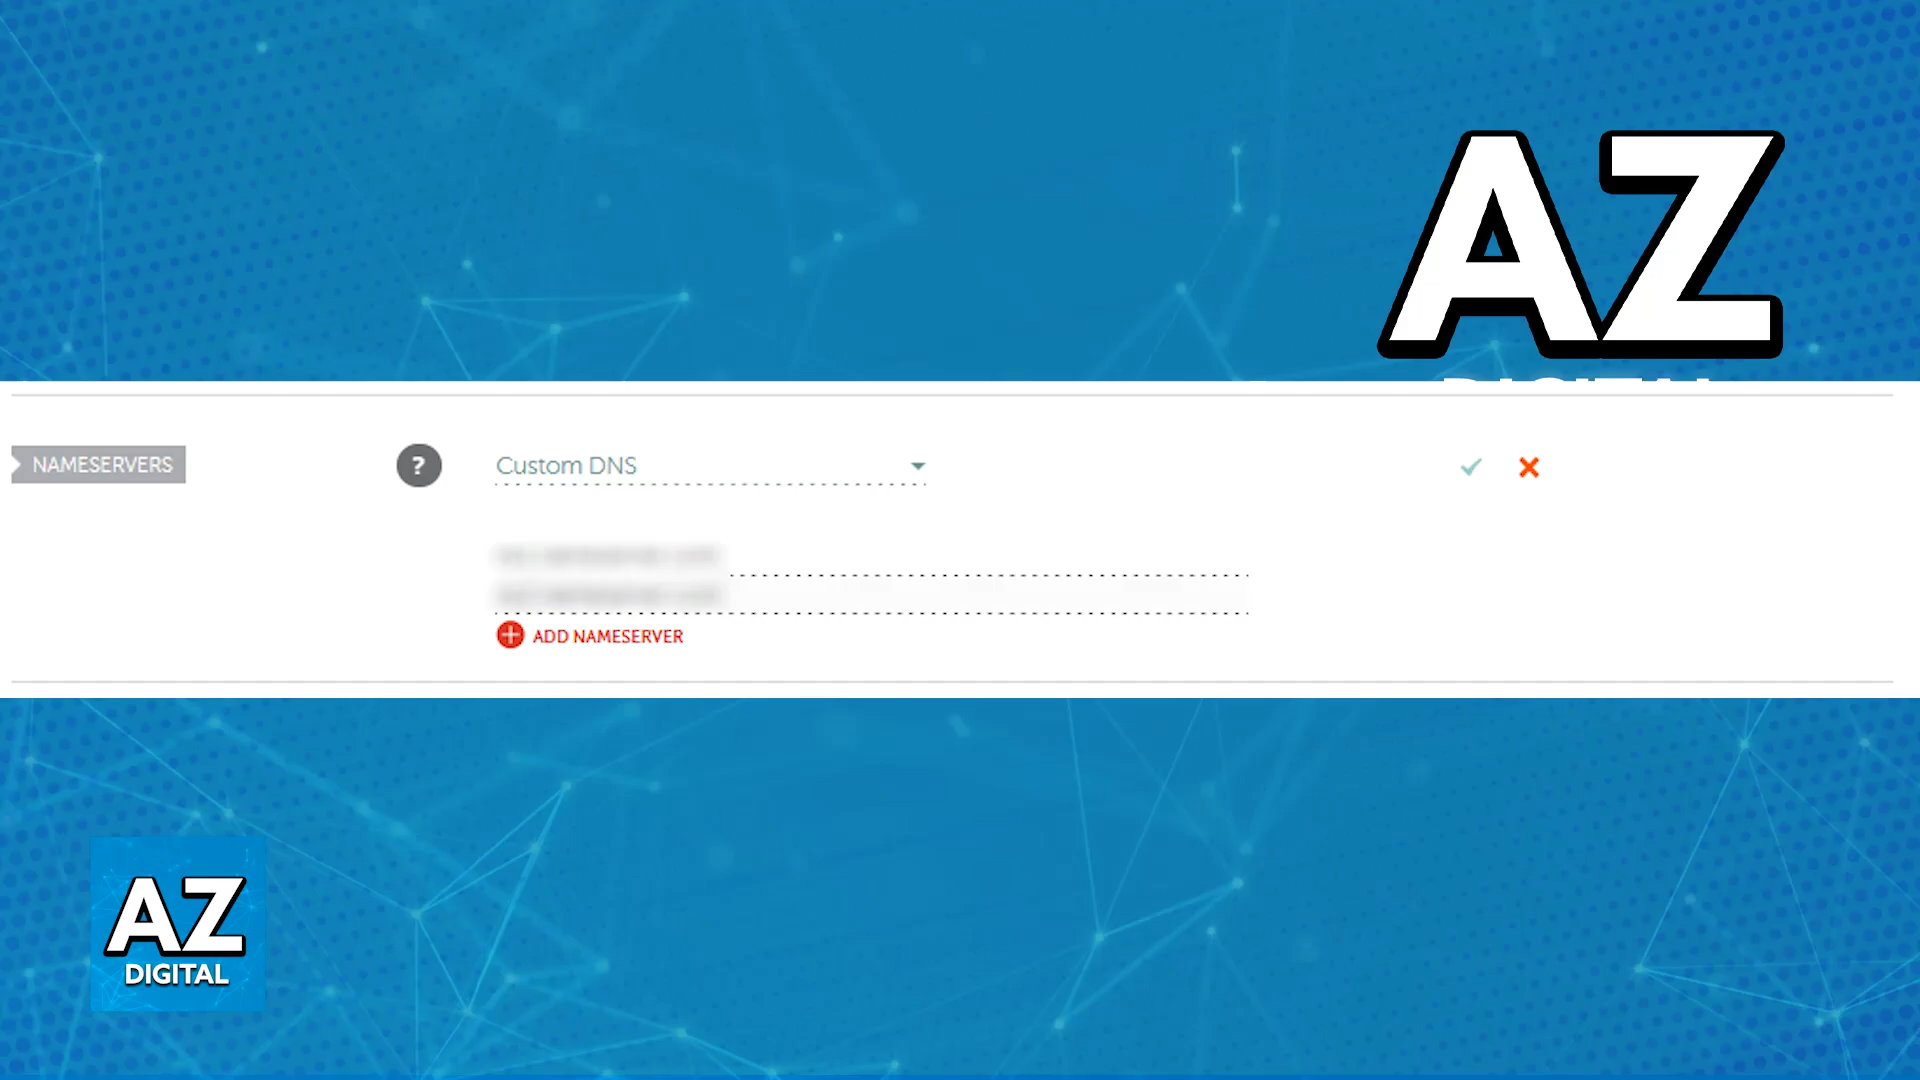 AZ
NAMESERVERS
?
Custom DNS
ADD NAMESERVER
AZ
DIGITAL